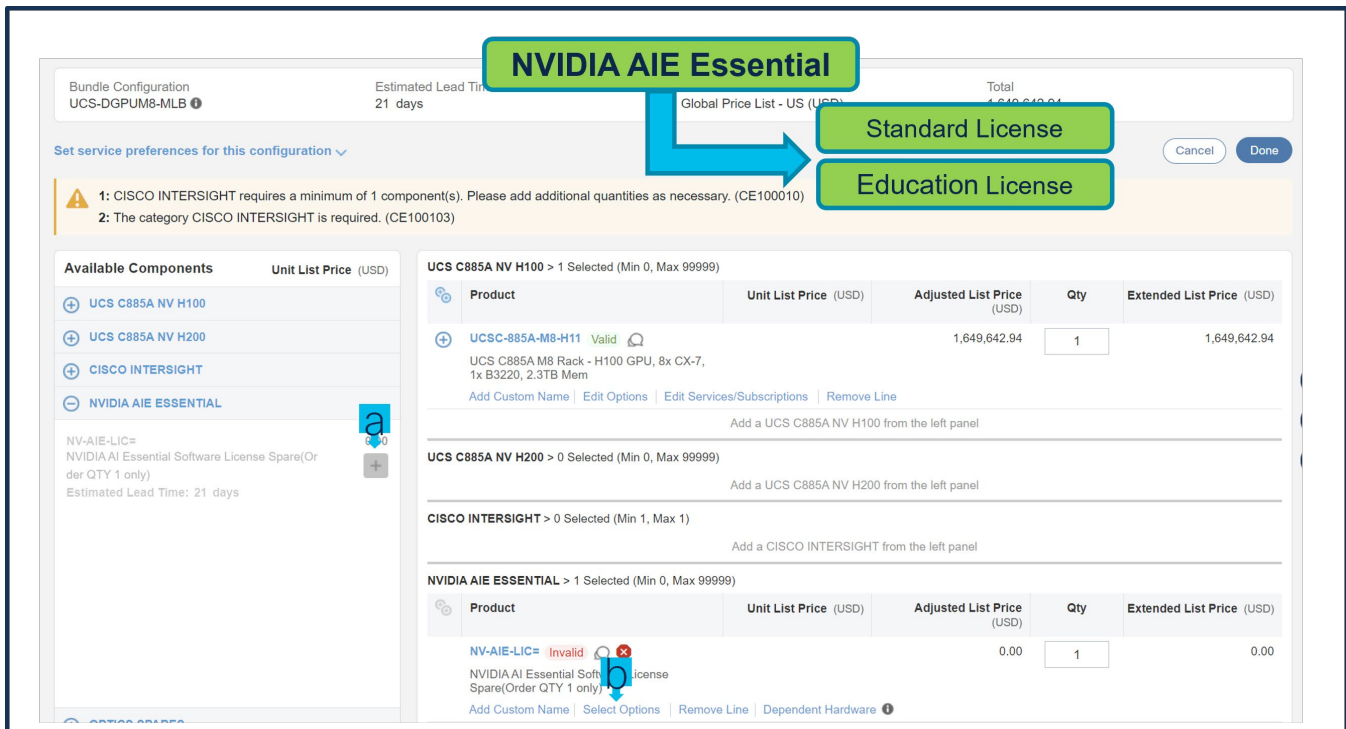 NVIDIA AIE Essential
Standard License
Education License
Bundle Configuration
UCS-DGPUM8-MLB
Estimated Lead
21 days
Global Price List - US (USD)
Total
1,649,642.94
Set service preferences for this configuration
Cancel
Done
1: CISCO INTERSIGHT requires a minimum of 1 component(s). Please add additional quantities as necessary. (CE100010)
2: The category CISCO INTERSIGHT is required. (CE100103)
Available Components Unit List Price (USD)
UCS C885A NV H100
UCS C885A NV H200
CISCO INTERSIGHT
NVIDIA AIE ESSENTIAL
a
NV-AIE-LIC= 0.00
NVIDIA AI Essential Software License Spare(Or
der QTY 1 only)
Estimated Lead Time: 21 days
UCS C885A NV H100 > 1 Selected (Min 0, Max 99999)
Product Unit List Price (USD) Adjusted List Price (USD) Qty Extended List Price (USD)
UCSC-885A-M8-H11 Valid 1,649,642.94 1 1,649,642.94
UCS C885A M8 Rack - H100 GPU, 8x CX-7,
1x B3220, 2.3TB Mem
Add Custom Name Edit Options Edit Services/Subscriptions Remove Line
Add a UCS C885A NV H100 from the left panel
UCS C885A NV H200 > 0 Selected (Min 0, Max 99999)
Add a UCS C885A NV H200 from the left panel
CISCO INTERSIGHT > 0 Selected (Min 1, Max 1)
Add a CISCO INTERSIGHT from the left panel
NVIDIA AIE ESSENTIAL > 1 Selected (Min 0, Max 99999)
Product Unit List Price (USD) Adjusted List Price (USD) Qty Extended List Price (USD)
NV-AIE-LIC= Invalid 0.00 1 0.00
NVIDIA AI Essential License
Spare(Order QTY 1 only)
b
Add Custom Name Select Options Remove Line Dependent Hardware